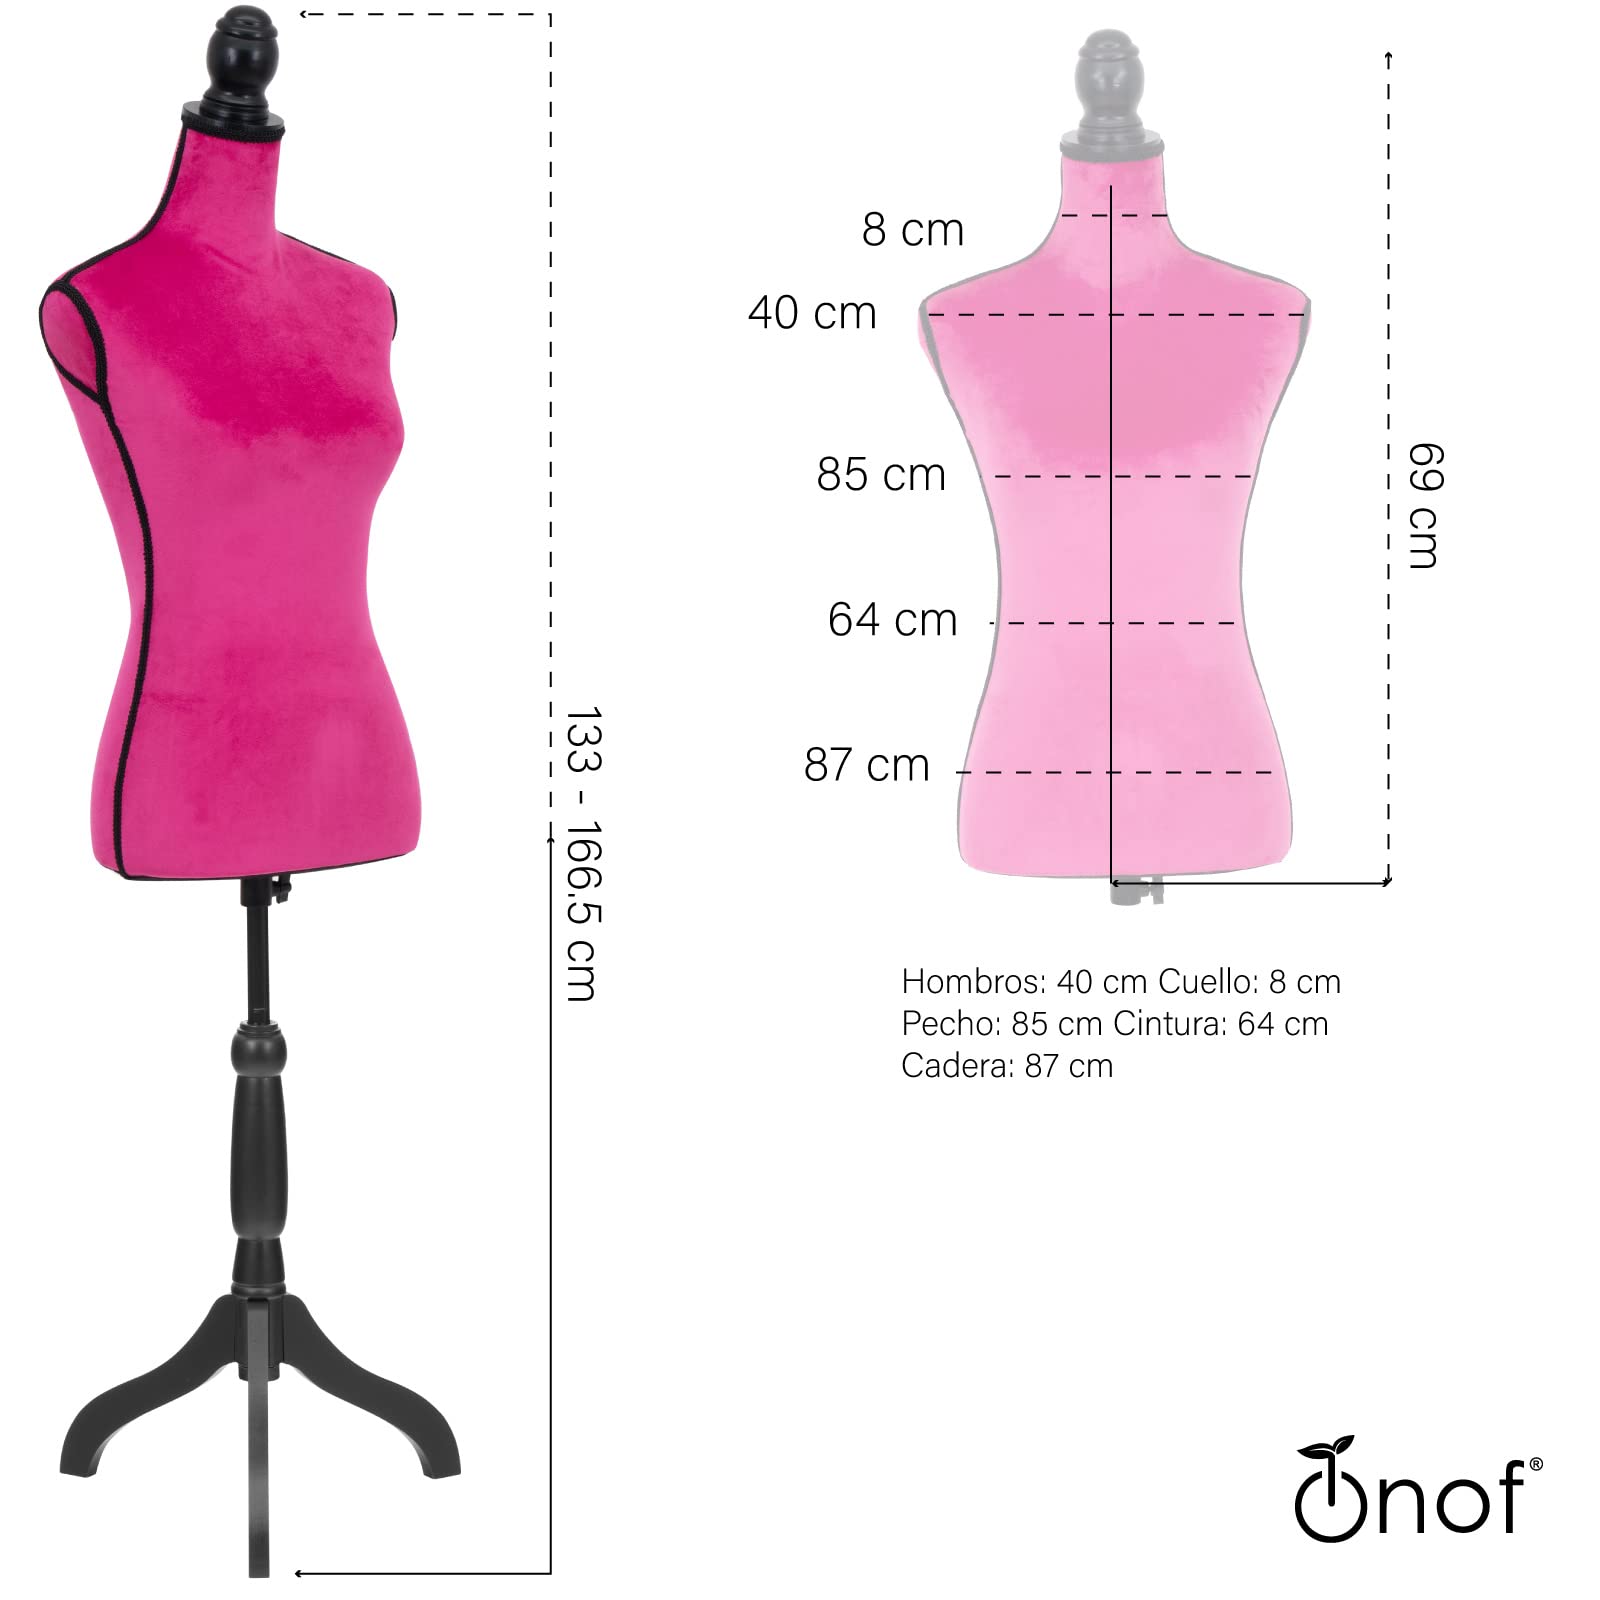 133 - 166.5 cm
8 cm
40 cm
85 cm
64 cm
87 cm
69 cm
Hombros: 40 cm Cuello: 8 cm
Pecho: 85 cm Cintura: 64 cm
Cadera: 87 cm
Onof®